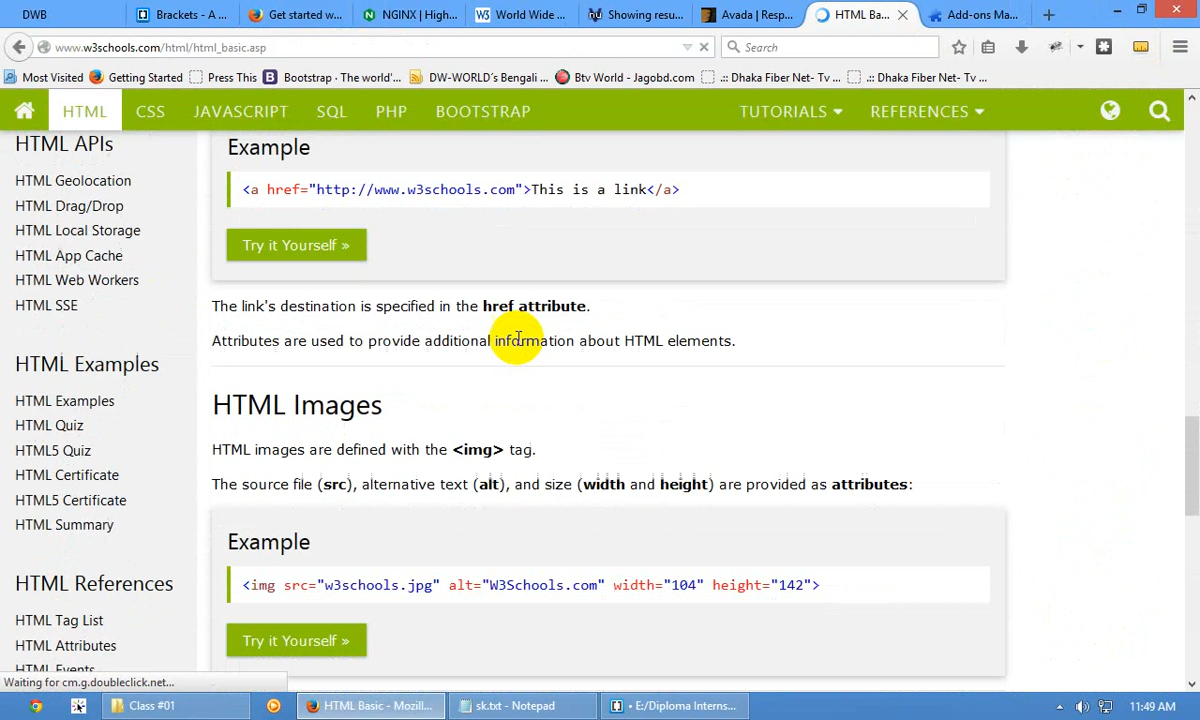 DWB
Brackets - A ...
Get started w...
NGINX | High...
World Wide ...
Showing resu...
Avada | Resp...
HTML Ba...
Add-ons Ma...
www.w3schools.com/html/html_basic.asp
Search
Most Visited
Getting Started
Press This
Bootstrap · The world'...
DW-WORLD´s Bengali ...
Btv World - Jagobd.com
.:: Dhaka Fiber Net- Tv ...
.:: Dhaka Fiber Net- Tv ...
HTML
CSS
JAVASCRIPT
SQL
PHP
BOOTSTRAP
TUTORIALS
REFERENCES
HTML APIs
HTML Geolocation
HTML Drag/Drop
HTML Local Storage
HTML App Cache
HTML Web Workers
HTML SSE
HTML Examples
HTML Examples
HTML Quiz
HTML5 Quiz
HTML Certificate
HTML5 Certificate
HTML Summary
HTML References
HTML Tag List
HTML Attributes
HTML Events
Example
<a href="http://www.w3schools.com">This is a link</a>
Try it Yourself »
The link's destination is specified in the href attribute.
Attributes are used to provide additional information about HTML elements.
HTML Images
HTML images are defined with the <img> tag.
The source file (src), alternative text (alt), and size (width and height) are provided as attributes:
Example
<img src="w3schools.jpg" alt="W3Schools.com" width="104" height="142">
Try it Yourself »
Waiting for cm.g.doubleclick.net...
Class #01
HTML Basic - Mozill...
sk.txt - Notepad
• E:/Diploma Interns...
11:49 AM